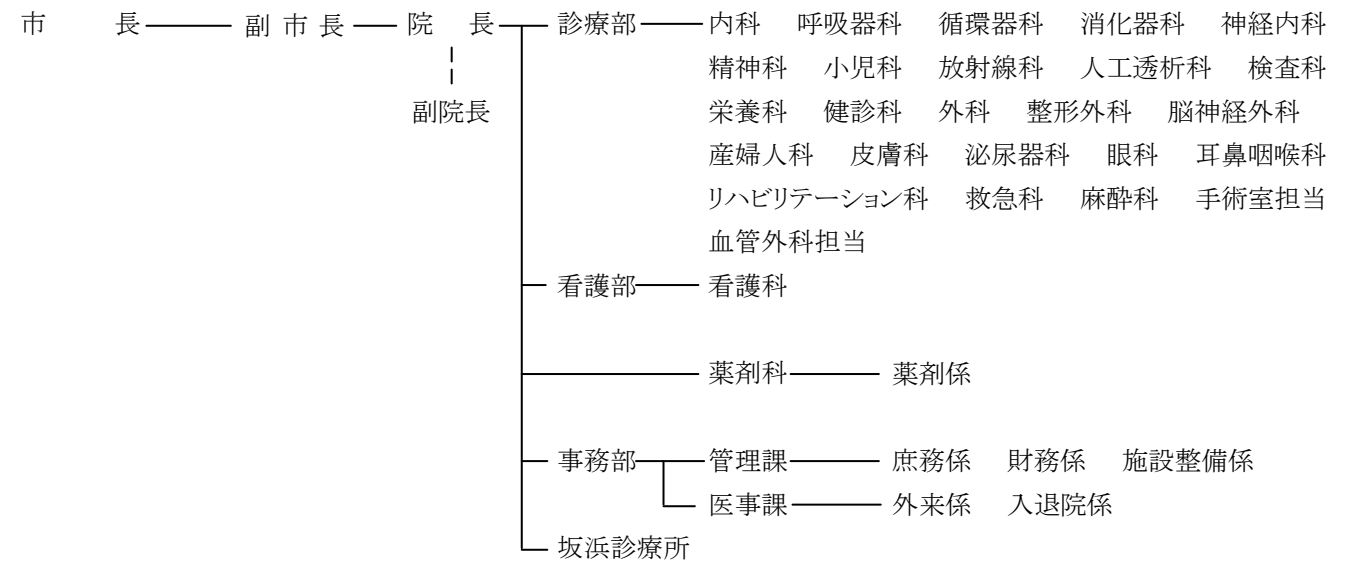 市　　長 副市長 院　長 診療部 内科 呼吸器科 循環器科 消化器科 神経内科
精神科 小児科 放射線科 人工透析科 検査科
副院長 栄養科 健診科 外科 整形外科 脳神経外科
産婦人科 皮膚科 泌尿器科 眼科 耳鼻咽喉科
リハビリテーション科 救急科 麻酔科 手術室担当
血管外科担当
看護部 看護科
薬剤科 薬剤係
事務部 管理課 庶務係 財務係 施設整備係
医事課 外来係 入退院係
坂浜診療所